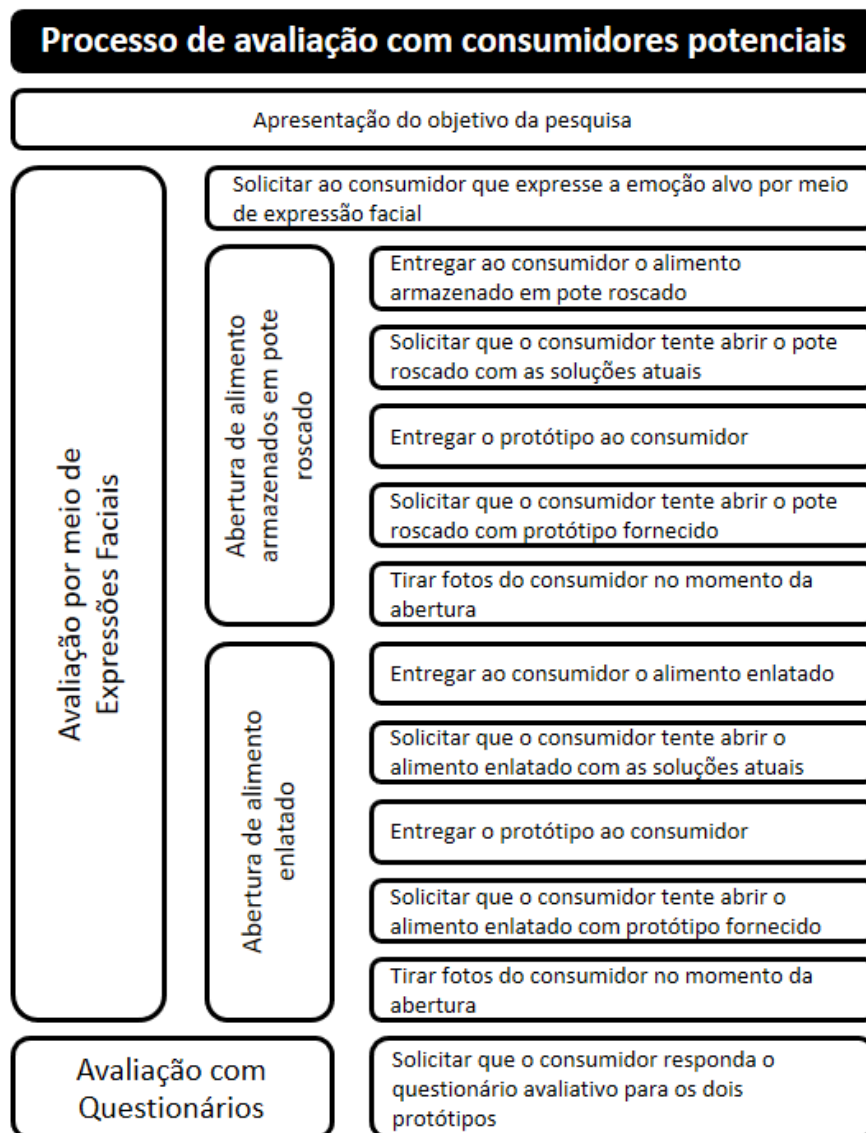 Processo de avaliação com consumidores potenciais
Apresentação do objetivo da pesquisa
Avaliação por meio de
Expressões Faciais
Solicitar ao consumidor que expresse a emoção alvo por meio
de expressão facial
Abertura de alimento
armazenados em pote
roscado
Entregar ao consumidor o alimento
armazenado em pote roscado
Solicitar que o consumidor tente abrir o pote
roscado com as soluções atuais
Entregar o protótipo ao consumidor
Solicitar que o consumidor tente abrir o pote
roscado com protótipo fornecido
Tirar fotos do consumidor no momento da
abertura
Abertura de alimento
enlatado
Entregar ao consumidor o alimento enlatado
Solicitar que o consumidor tente abrir o
alimento enlatado com as soluções atuais
Entregar o protótipo ao consumidor
Solicitar que o consumidor tente abrir o
alimento enlatado com protótipo fornecido
Tirar fotos do consumidor no momento da
abertura
Avaliação com
Questionários
Solicitar que o consumidor responda o
questionário avaliativo para os dois
protótipos